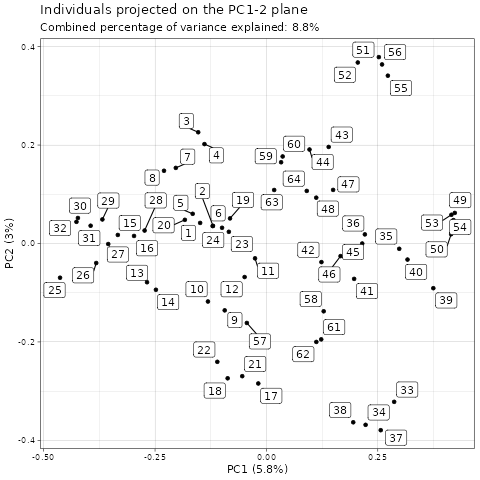 Individuals projected on the PC1-2 plane
Combined percentage of variance explained: 8.8%
51 56
0.4
52
55
3
43
60
7 4 59 44
0.2
8
64 47
28 2 19
29 5 63 48 49
30
15 20 6 36 53
32 1 35 54
31 16 24 23 42 45
0.0
27 50
26 13 11 46 40
25 12 41 39
14 10 58
9 61
57
-0.2
22 62
21
18 17 33
38 34
37
-0.4
-0.50 -0.25 0.00 0.25
PC1 (5.8%)
PC2 (3%)